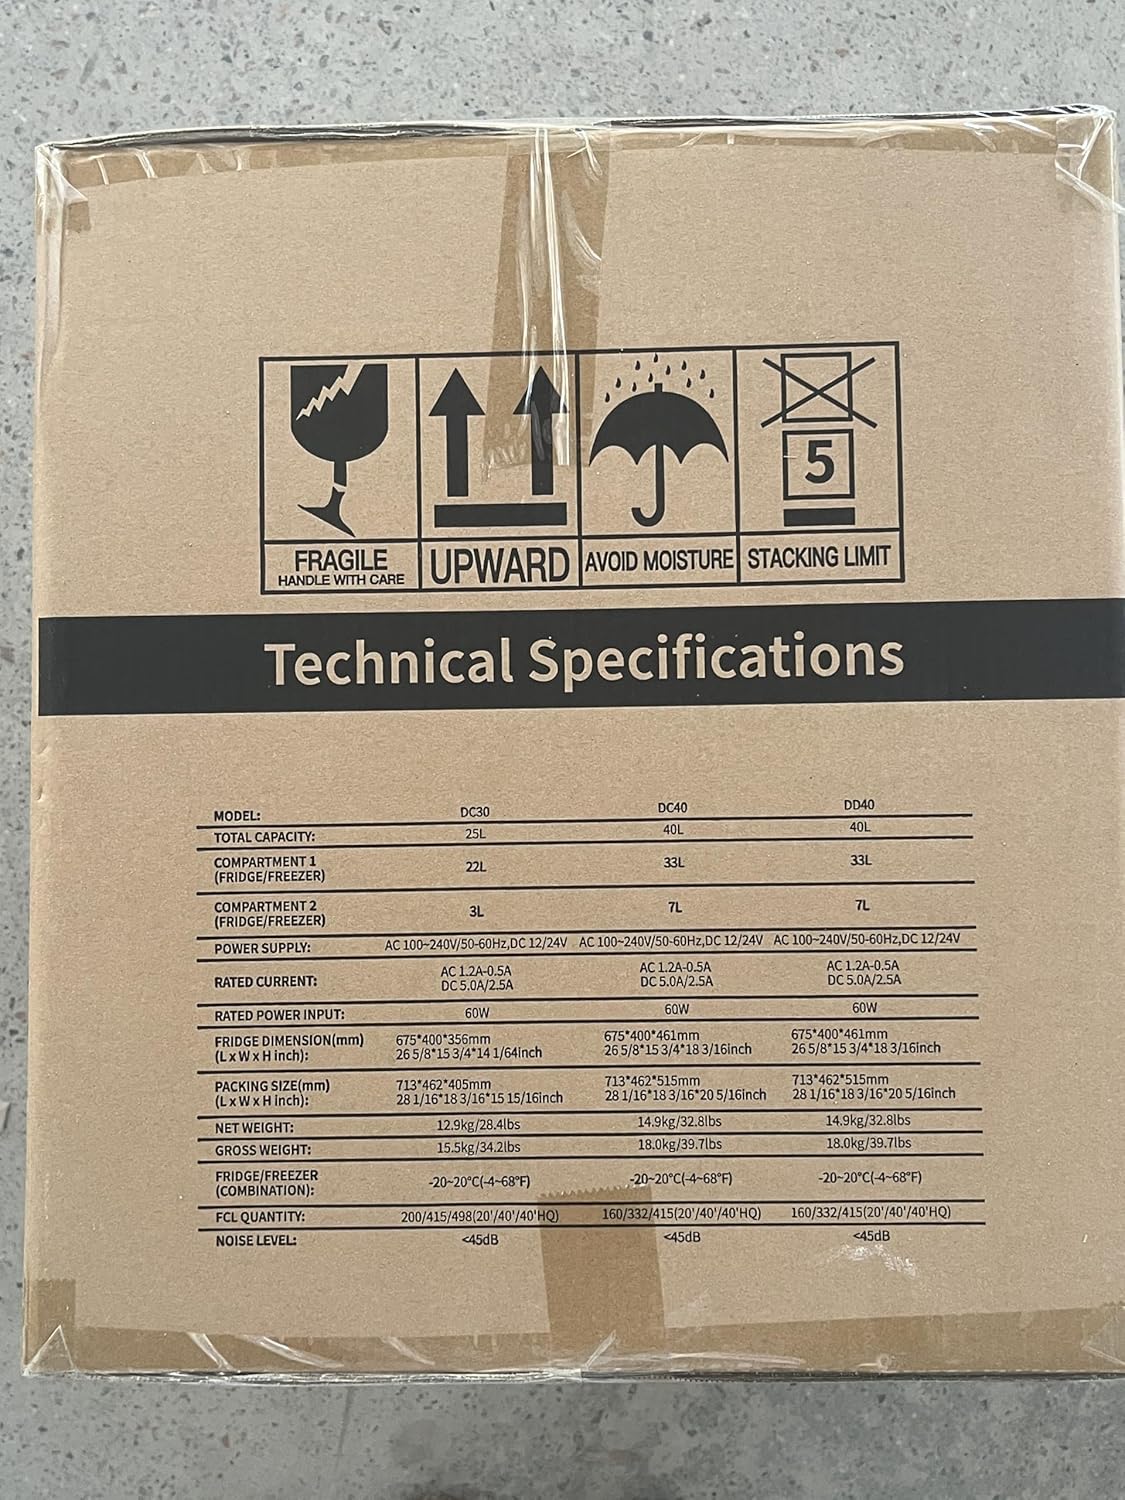 5
FRAGILE
HANDLE WITH CARE
UPWARD
AVOID MOISTURE
STACKING LIMIT
Technical Specifications
MODEL: DC30 DC40 DD40
TOTAL CAPACITY: 25L 40L 40L
COMPARTMENT 1
(FRIDGE/FREEZER) 22L 33L 33L
COMPARTMENT 2
(FRIDGE/FREEZER) 3L 7L 7L
POWER SUPPLY: AC 100~240V/50-60Hz,DC 12/24V AC 100~240V/50-60Hz,DC 12/24V AC 100~240V/50-60Hz,DC 12/24V
RATED CURRENT: AC 1.2A-0.5A AC 1.2A-0.5A AC 1.2A-0.5A
DC 5.0A/2.5A DC 5.0A/2.5A DC 5.0A/2.5A
RATED POWER INPUT: 60W 60W 60W
FRIDGE DIMENSION(mm) 675*400*356mm 675*400*461mm 675*400*461mm
(L x W x H inch): 26 5/8*15 3/4*14 1/64inch 26 5/8*15 3/4*18 3/16inch 26 5/8*15 3/4*18 3/16inch
PACKING SIZE(mm) 713*462*405mm 713*462*515mm 713*462*515mm
(L x W x H inch): 28 1/16*18 3/16*15 15/16inch 28 1/16*18 3/16*20 5/16inch 28 1/16*18 3/16*20 5/16inch
NET WEIGHT: 12.9kg/28.4lbs 14.9kg/32.8lbs 14.9kg/32.8lbs
GROSS WEIGHT: 15.5kg/34.2lbs 18.0kg/39.7lbs 18.0kg/39.7lbs
FRIDGE/FREEZER
(COMBINATION): -20~20°C(-4~68°F) -20~20°C(-4~68°F) -20~20°C(-4~68°F)
FCL QUANTITY: 200/415/498(20'/40'/40'HQ) 160/332/415(20'/40'/40'HQ) 160/332/415(20'/40'/40'HQ)
NOISE LEVEL: <45dB <45dB <45dB